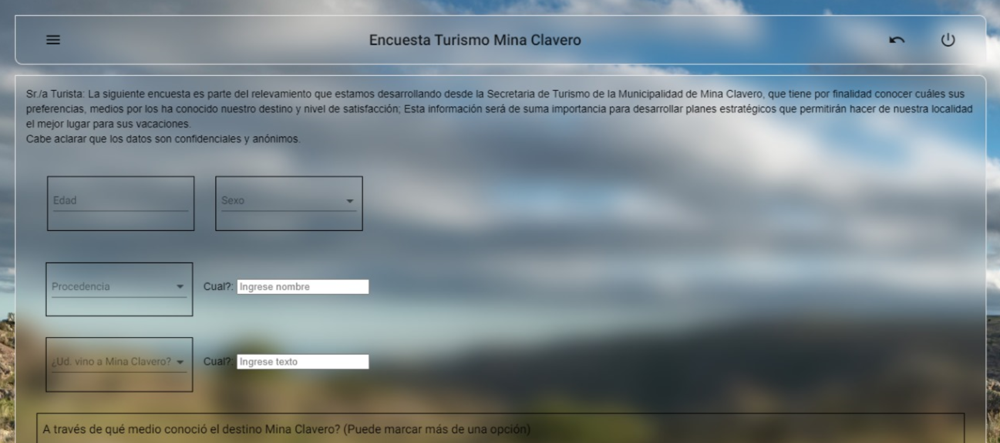 Encuesta Turismo Mina Clavero
Sr./a Turista: La siguiente encuesta es parte del relevamiento que estamos desarrollando desde la Secretaria de Turismo de la Municipalidad de Mina Clavero, que tiene por finalidad conocer cuáles sus
preferencias, medios por los ha conocido nuestro destino y nivel de satisfacción; Esta información será de suma importancia para desarrollar planes estratégicos que permitirán hacer de nuestra localidad
el mejor lugar para sus vacaciones.
Cabe aclarar que los datos son confidenciales y anónimos.
Edad
Sexo
Procedencia
Cual?: Ingrese nombre
¿Ud. vino a Mina Clavero?
Cual?: Ingrese texto
A través de qué medio conoció el destino Mina Clavero? (Puede marcar más de una opción)